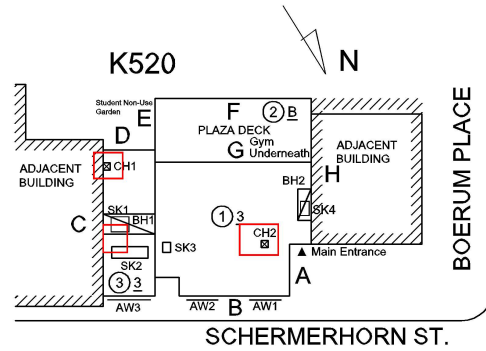 K520
N
Student Non-Use
Garden
E
F
2 B
PLAZA DECK
D
G Gym
Underneath
BOERUM PLACE
ADJACENT
BUILDING
CH1
BH2
H
ADJACENT
BUILDING
SK1
BH1
C
1 3
SK4
CH2
SK3
SK2
Main Entrance
A
3 3
AW3
AW2
B
AW1
SCHERMERHORN ST.